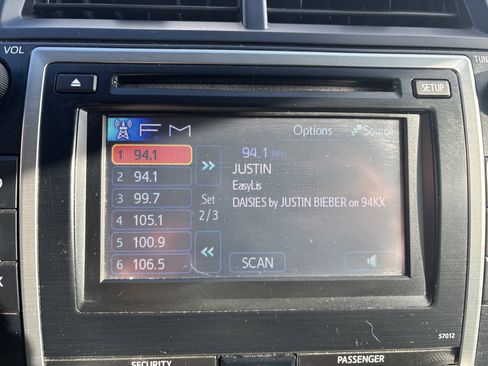 VOL
TUN
SETUP
FM
Options
Source
1 94.1
94.1 MHz
JUSTIN
2 94.1
EasyLis
3 99.7
Set
DAISIES by JUSTIN BIEBER on 94KX
4 105.1
2/3
5 100.9
6 106.5
SCAN
57012
SECURITY
PASSENGER